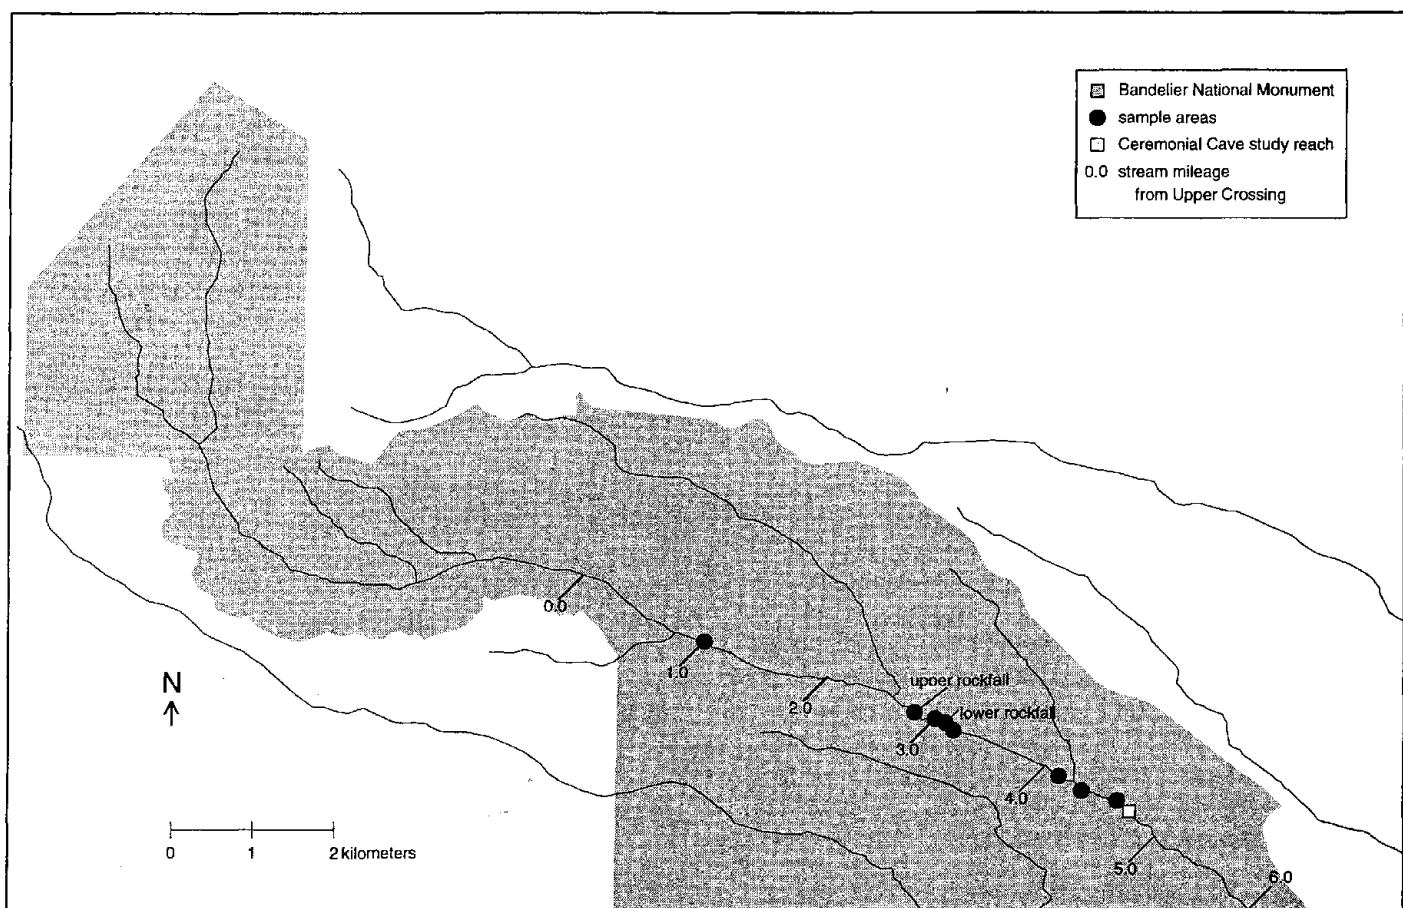 Bandelier National Monument
sample areas
Ceremonial Cave study reach
0.0 stream mileage
from Upper Crossing
0.0
1.0
2.0
upper rockfall
lower rockfall
3.0
4.0
5.0
6.0
N
0 1 2 kilometers